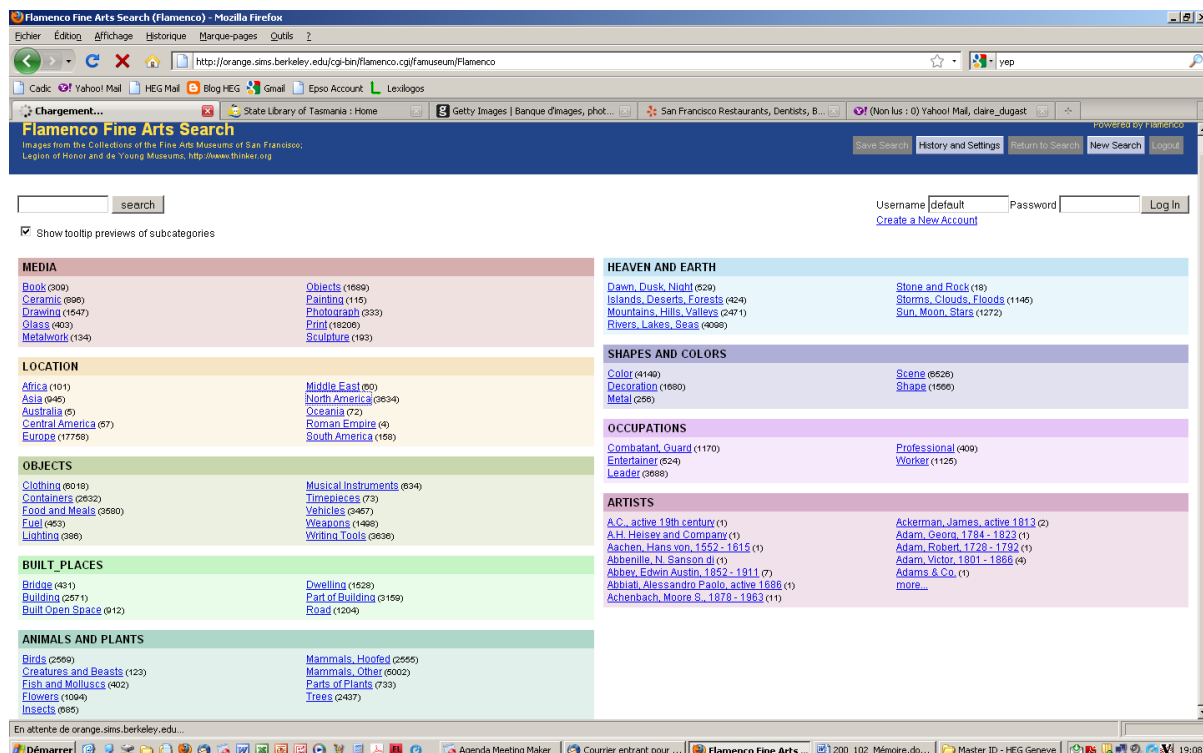 Flamenco Fine Arts Search (Flamenco) - Mozilla Firefox
Fichier Édition Affichage Historique Marque-pages Outils ?
http://orange.sims.berkeley.edu/cgi-bin/flamenco.cgi/famuseum/Flamenco yep
Cadic Yahoo! Mail HEG Mail Blog HEG Gmail Epso Account Lexilogos
Chargement... State Library of Tasmania : Home Getty Images | Banque d'images, phot... San Francisco Restaurants, Dentists, B... (Non lus : 0) Yahoo! Mail, claire_dugast
Flamenco Fine Arts Search Powered by Flamenco
Images from the Collections of the Fine Arts Museums of San Francisco;
Legion of Honor and de Young Museums, http://www.thinker.org
Save Search History and Settings Return to Search New Search Logout
search Username default Password Log In
Create a New Account
Show tooltip previews of subcategories
MEDIA
Book (309) Objects (1689)
Ceramic (896) Painting (115)
Drawing (1547) Photograph (333)
Glass (403) Print (18206)
Metalwork (134) Sculpture (193)
LOCATION
Africa (101) Middle East (60)
Asia (945) North America (3634)
Australia (5) Oceania (72)
Central America (57) Roman Empire (4)
Europe (17758) South America (158)
OBJECTS
Clothing (6018) Musical Instruments (634)
Containers (2632) Timepieces (73)
Food and Meals (3580) Vehicles (3457)
Fuel (453) Weapons (1498)
Lighting (386) Writing Tools (3636)
BUILT_PLACES
Bridge (431) Dwelling (1528)
Building (2571) Part of Building (3159)
Built Open Space (912) Road (1204)
ANIMALS AND PLANTS
Birds (2569) Mammals, Hoofed (2555)
Creatures and Beasts (123) Mammals, Other (5002)
Fish and Molluscs (402) Parts of Plants (733)
Flowers (1094) Trees (2437)
Insects (685)
HEAVEN AND EARTH
Dawn, Dusk, Night (529) Stone and Rock (18)
Islands, Deserts, Forests (424) Storms, Clouds, Floods (1145)
Mountains, Hills, Valleys (2471) Sun, Moon, Stars (1272)
Rivers, Lakes, Seas (4098)
SHAPES AND COLORS
Color (4149) Scene (6526)
Decoration (1680) Shape (1566)
Metal (256)
OCCUPATIONS
Combatant, Guard (1170) Professional (409)
Entertainer (524) Worker (1125)
Leader (3688)
ARTISTS
A.C., active 19th century (1) Ackerman, James, active 1813 (2)
A.H. Heisey and Company (1) Adam, Georg, 1784 - 1823 (1)
Aachen, Hans von, 1552 - 1615 (1) Adam, Robert, 1728 - 1792 (1)
Abbenille, N. Sanson di (1) Adam, Victor, 1801 - 1866 (4)
Abbey, Edwin Austin, 1852 - 1911 (7) Adams & Co. (1)
Abbiati, Alessandro Paolo, active 1686 (1) more...
Achenbach, Moore S., 1878 - 1963 (11)
En attente de orange.sims.berkeley.edu...
Démarrer Agenda Meeting Maker Courrier entrant pour ... Flamenco Fine Arts ... 200_102_Mémoire.do... Master ID - HEG Geneve 19:06